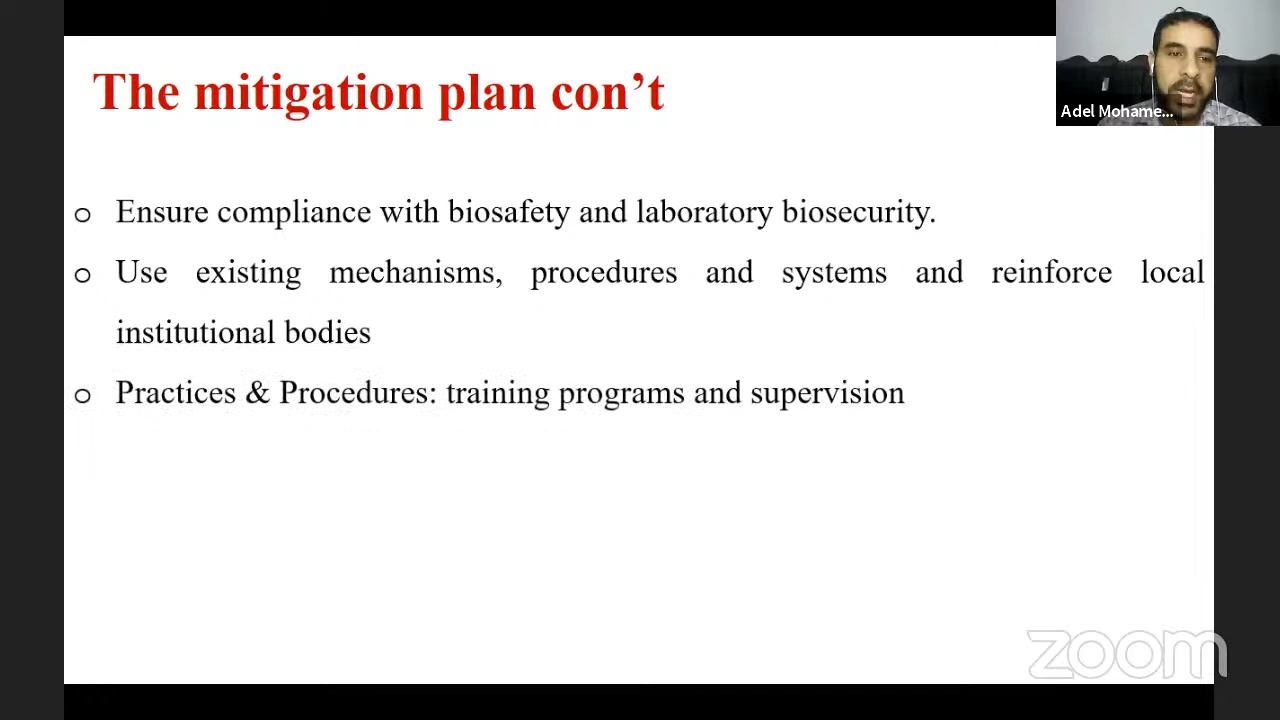 The mitigation plan con’t
Adel Mohame...
o Ensure compliance with biosafety and laboratory biosecurity.
o Use existing mechanisms, procedures and systems and reinforce local
institutional bodies
o Practices & Procedures: training programs and supervision
zoom